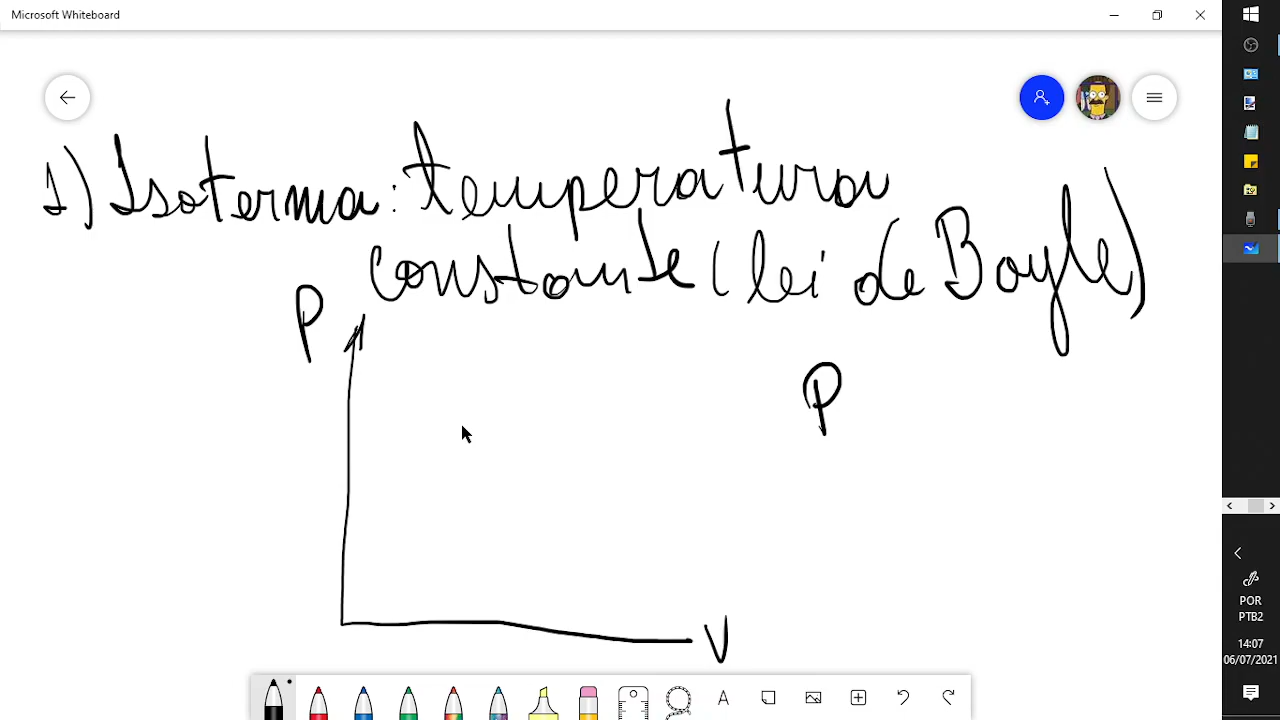 Microsoft Whiteboard
1) Isoterma: temperatura
constante (lei de Boyle)
P
P
V
A
POR
PTB2
14:07
06/07/2021